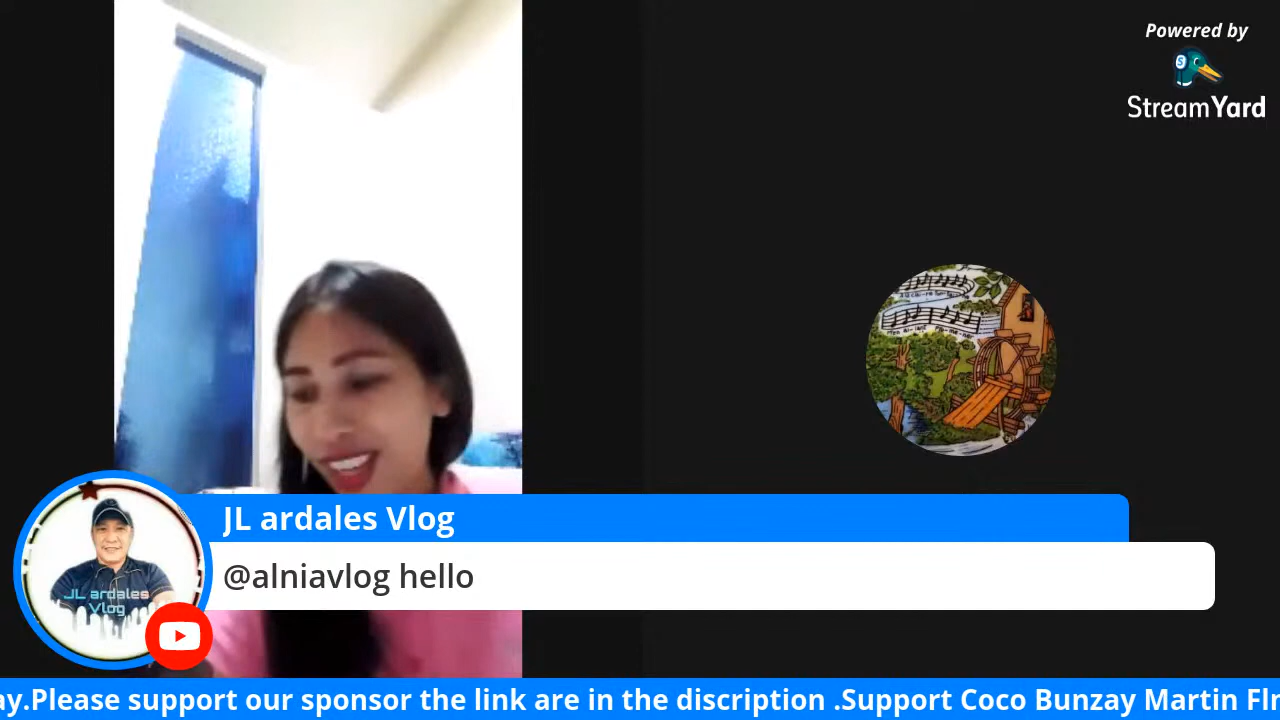 Powered by
StreamYard
JL ardales Vlog
@alniavlog hello
JL ardales
Vlog
ay.Please support our sponsor the link are in the discription .Support Coco Bunzay Martin